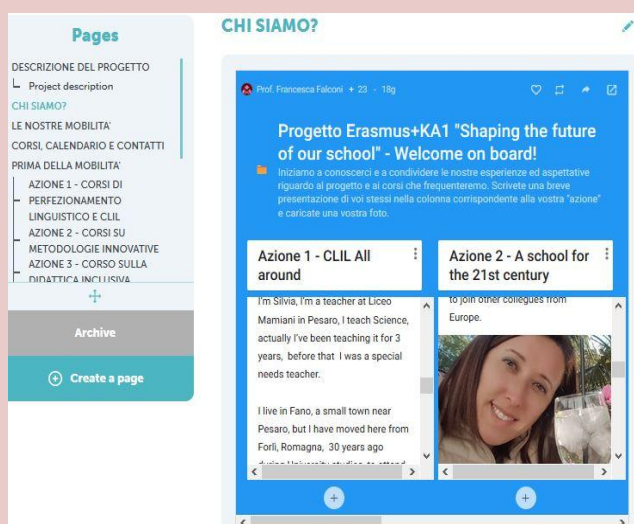 Pages
DESCRIZIONE DEL PROGETTO
Project description
CHI SIAMO?
LE NOSTRE MOBILITA'
CORSI, CALENDARIO E CONTATTI
PRIMA DELLA MOBILITA'
AZIONE 1 - CORSI DI
PERFEZIONAMENTO
LINGUISTICO E CLIL
AZIONE 2 - CORSI SU
METODOLOGIE INNOVATIVE
AZIONE 3 - CORSO SULLA
DIDATTICA INCLUSIVA
Archive
Create a page
CHI SIAMO?
Prof. Francesca Falconi + 23 - 18g
Progetto Erasmus+KA1 "Shaping the future
of our school" - Welcome on board!
Iniziamo a conoscerci e a condividere le nostre esperienze ed aspettative
riguardo al progetto e ai corsi che frequenteremo. Scrivete una breve
presentazione di voi stessi nella colonna corrispondente alla vostra "azione"
e caricate una vostra foto.
Azione 1 - CLIL All
around
I'm Silvia, I'm a teacher at Liceo
Mamiani in Pesaro, I teach Science,
actually I've been teaching it for 3
years, before that I was a special
needs teacher.
I live in Fano, a small town near
Pesaro, but I have moved here from
Forlì, Romagna, 30 years ago
during University studies, to attend
Azione 2 - A school for
the 21st century
to join other collegues from
Europe.